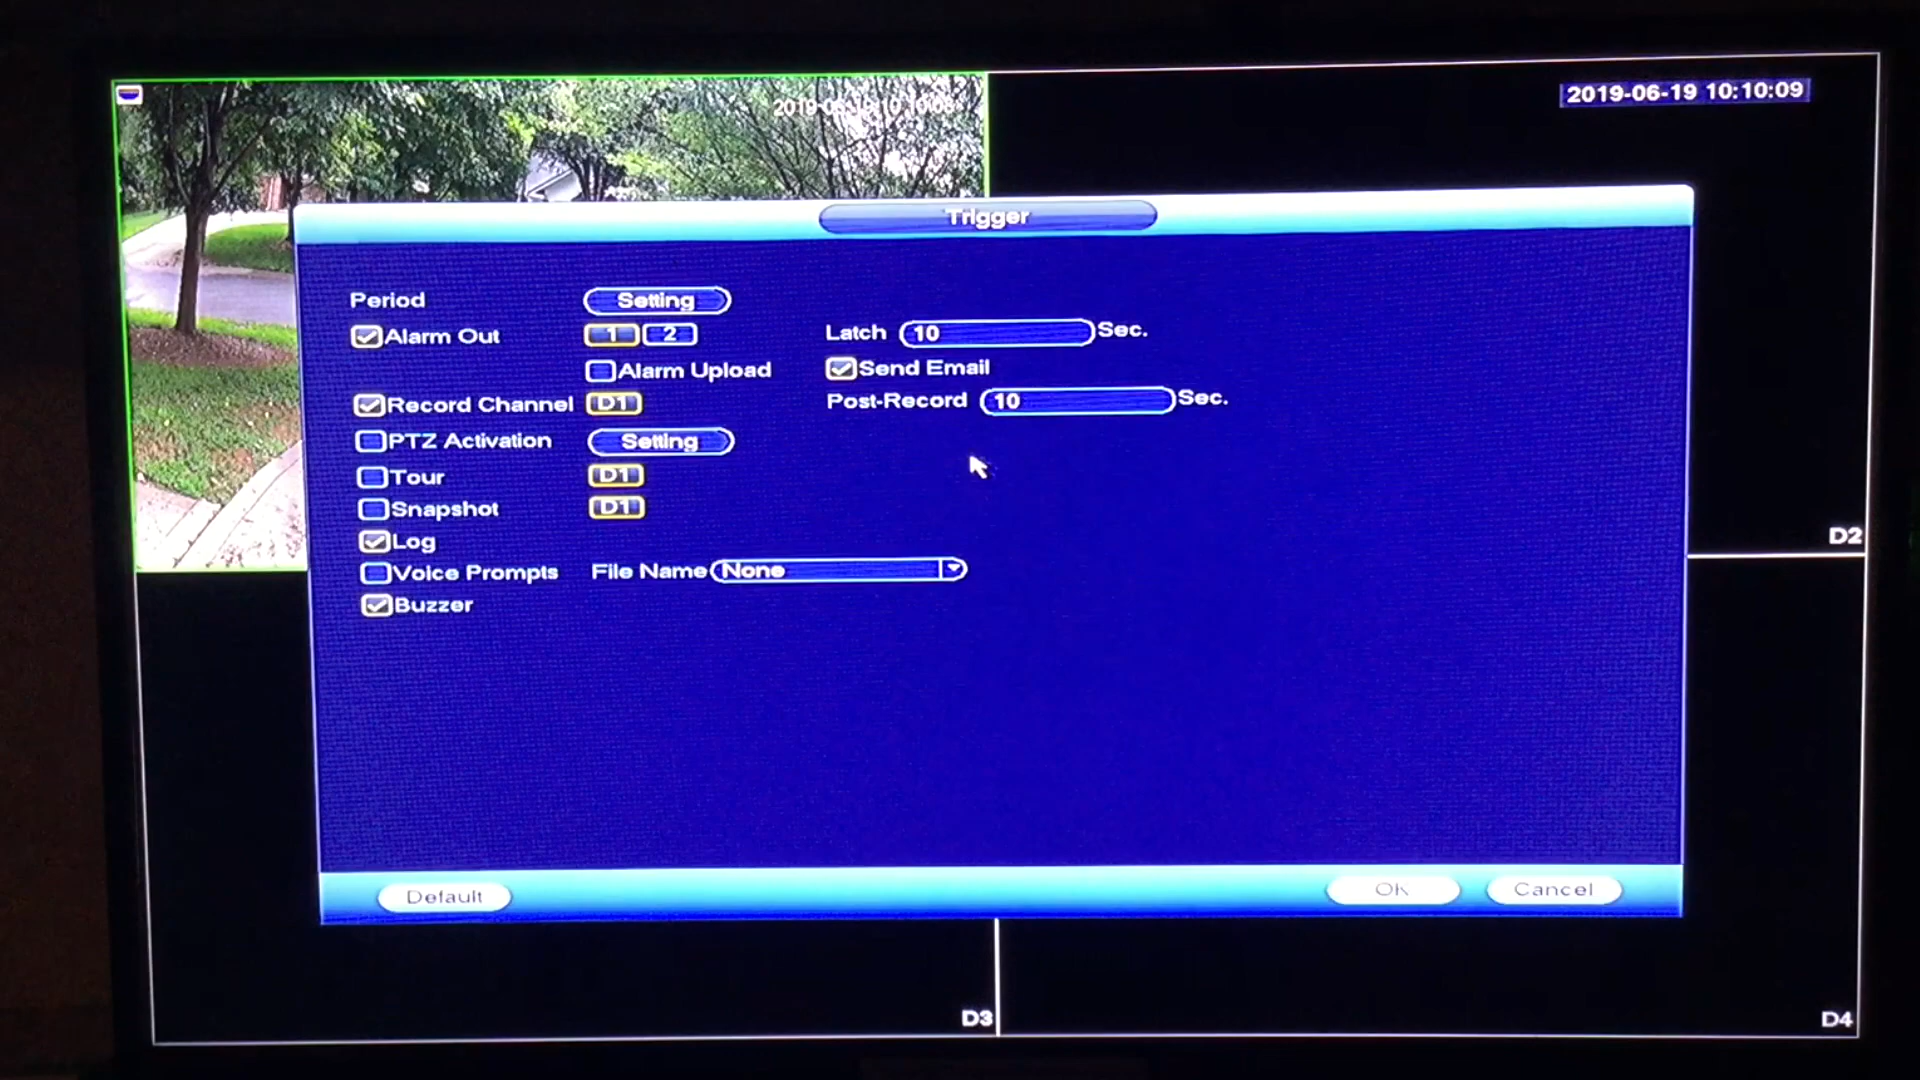 2019-06-19 10:10:09
Trigger
Period Setting
Alarm Out 1 2 Latch 10 Sec.
Alarm Upload Send Email
Record Channel D1 Post-Record 10 Sec.
PTZ Activation Setting
Tour D1
Snapshot D1
Log
Voice Prompts File Name None
Buzzer
Default OK Cancel
D2
D3
D4